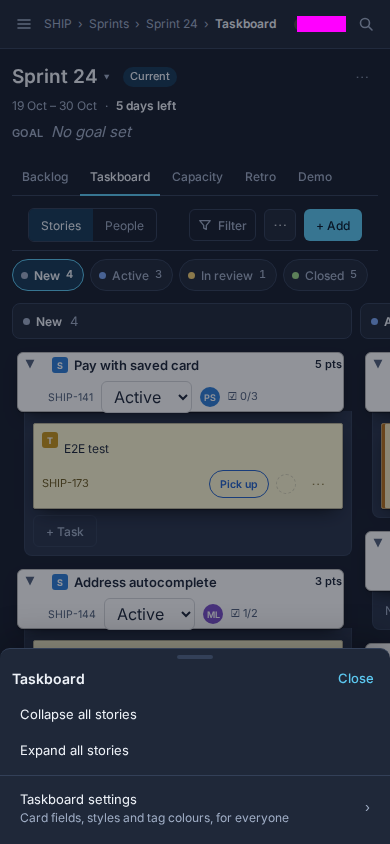 SHIP › Sprints › Sprint 24 › Taskboard
Sprint 24 ▾ Current ...
19 Oct – 30 Oct · 5 days left
GOAL No goal set
Backlog Taskboard Capacity Retro Demo
Stories People Filter ... + Add
New 4 Active 3 In review 1 Closed 5
New 4 A
▼ S Pay with saved card 5 pts ▼
SHIP-141 Active PS ☑ 0/3
T E2E test
SHIP-173 Pick up ...
+ Task
▼ S Address autocomplete 3 pts ▼
SHIP-144 Active ML ☑ 1/2
Taskboard Close
Collapse all stories
Expand all stories
Taskboard settings ›
Card fields, styles and tag colours, for everyone